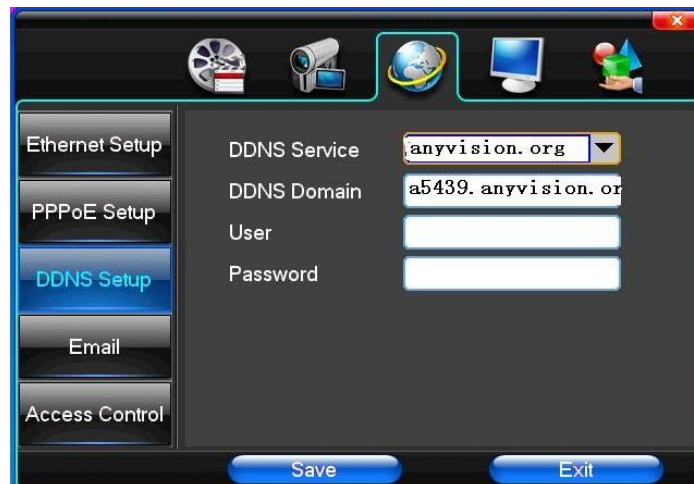 Ethernet Setup
PPPoE Setup
DDNS Setup
Email
Access Control
DDNS Service anyvision.org
DDNS Domain a5439.anyvision.or
User
Password
Save Exit